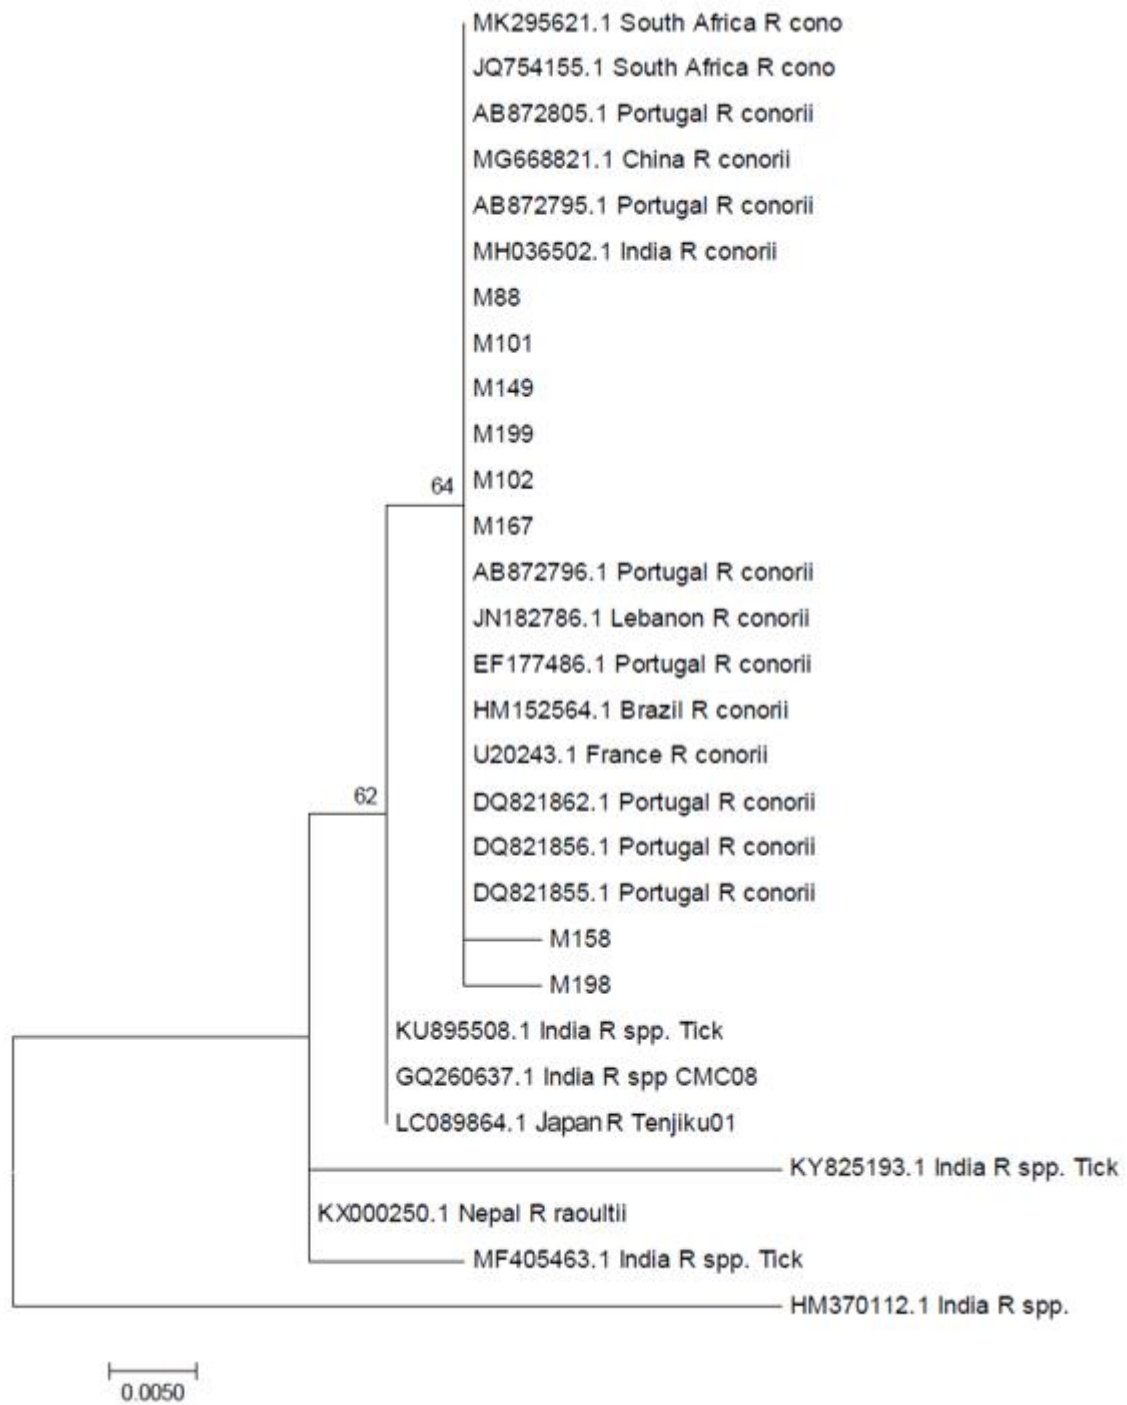 MK295621.1 South Africa R cono
JQ754155.1 South Africa R cono
AB872805.1 Portugal R conorii
MG668821.1 China R conorii
AB872795.1 Portugal R conorii
MH036502.1 India R conorii
M88
M101
M149
M199
64
M102
M167
AB872796.1 Portugal R conorii
JN182786.1 Lebanon R conorii
EF177486.1 Portugal R conorii
HM152564.1 Brazil R conorii
U20243.1 France R conorii
62
DQ821862.1 Portugal R conorii
DQ821856.1 Portugal R conorii
DQ821855.1 Portugal R conorii
M158
M198
KU895508.1 India R spp. Tick
GQ260637.1 India R spp CMC08
LC089864.1 Japan R Tenjiku01
KY825193.1 India R spp. Tick
KX000250.1 Nepal R raoultii
MF405463.1 India R spp. Tick
HM370112.1 India R spp.
0.0050